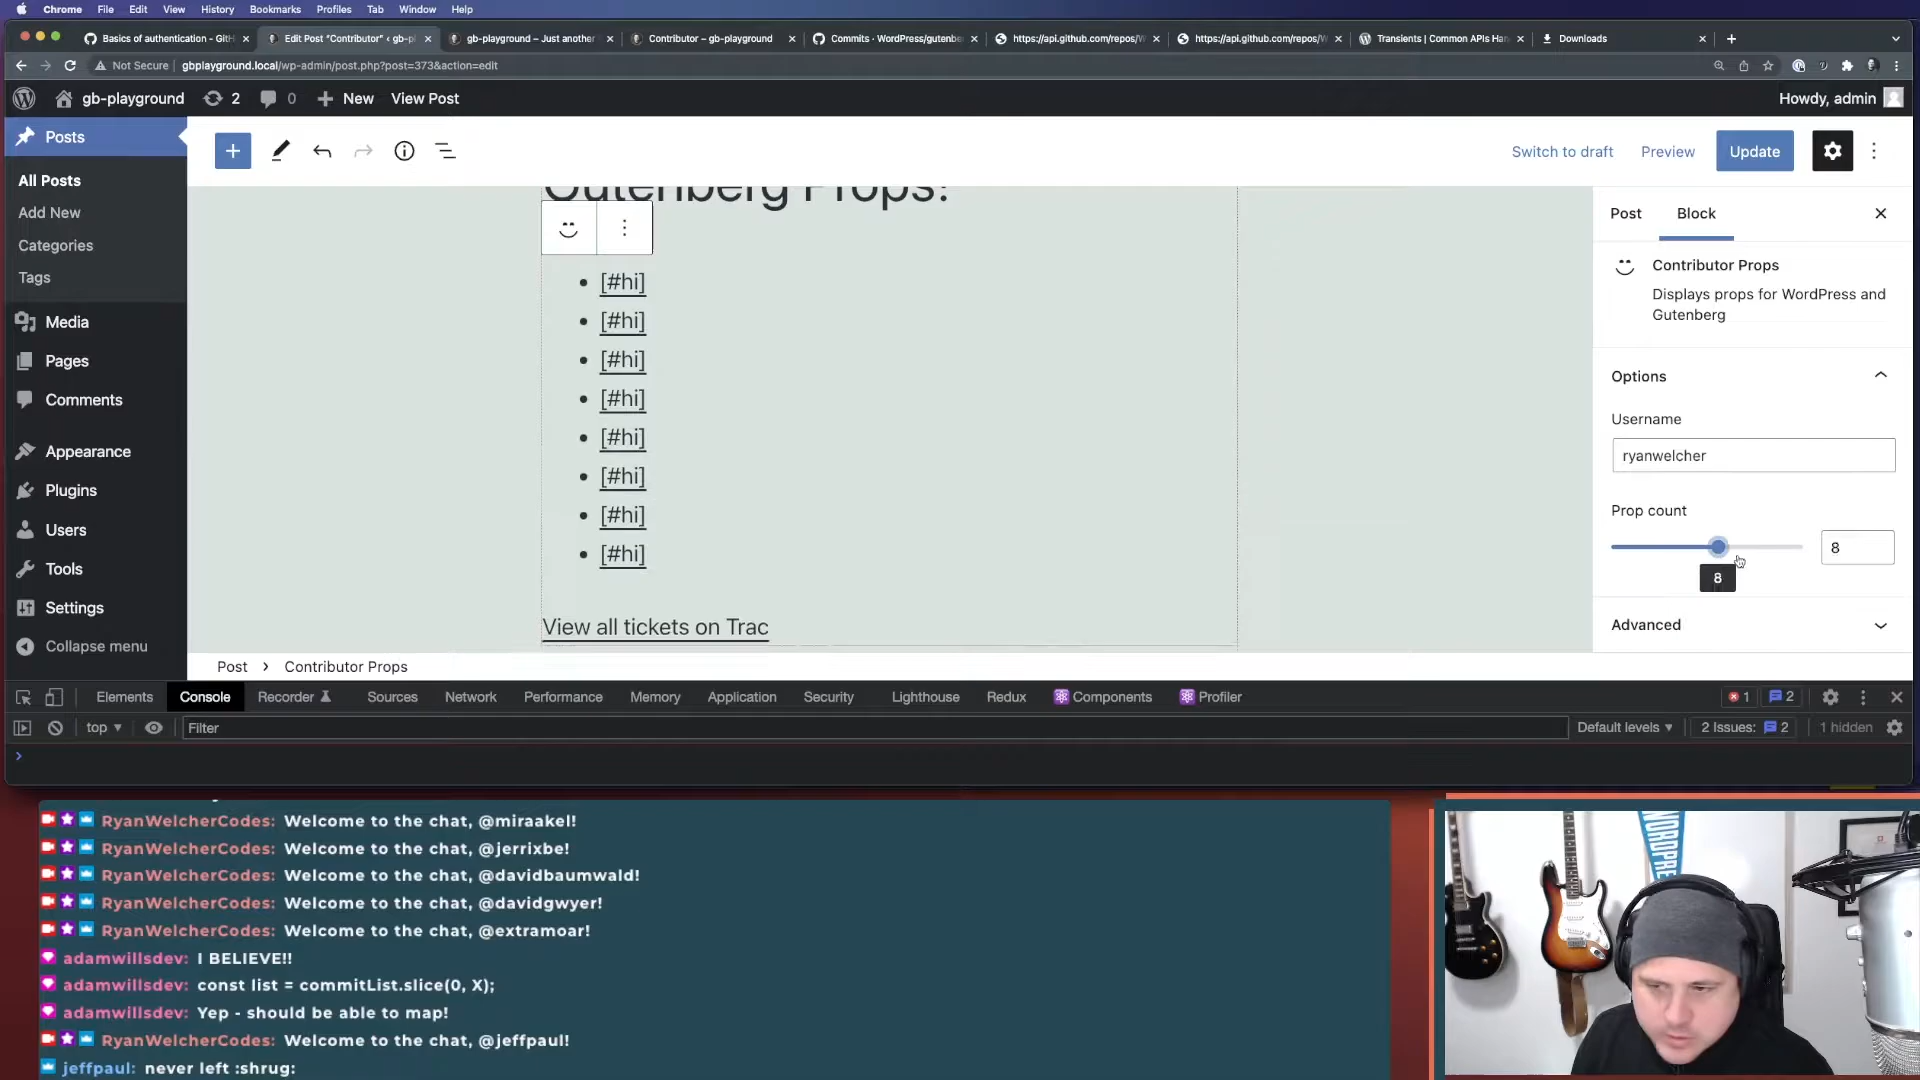 Chrome File Edit View History Bookmarks Profiles Tab Window Help
Basics of authentication - GitH
Edit Post "Contributor" ‹ gb-pl
gb-playground – Just another
Contributor – gb-playground
Commits · WordPress/gutenbe
https://api.github.com/repos/W
https://api.github.com/repos/W
Transients | Common APIs Han
Downloads
Not Secure | gbplayground.local/wp-admin/post.php?post=373&action=edit
gb-playground 2 0 New View Post Howdy, admin
Posts
All Posts
Add New
Categories
Tags
Media
Pages
Comments
Appearance
Plugins
Users
Tools
Settings
Collapse menu
Switch to draft Preview Update
Gutenberg Props!
[#hi]
[#hi]
[#hi]
[#hi]
[#hi]
[#hi]
[#hi]
[#hi]
View all tickets on Trac
Post Block
Contributor Props
Displays props for WordPress and
Gutenberg
Options
Username
ryanwelcher
Prop count
8
8
Advanced
Post › Contributor Props
Elements Console Recorder Sources Network Performance Memory Application Security Lighthouse Redux Components Profiler 1 2
top Filter Default levels 2 Issues: 2 1 hidden
RyanWelcherCodes: Welcome to the chat, @miraakel!
RyanWelcherCodes: Welcome to the chat, @jerrixbe!
RyanWelcherCodes: Welcome to the chat, @davidbaumwald!
RyanWelcherCodes: Welcome to the chat, @davidgwyer!
RyanWelcherCodes: Welcome to the chat, @extramoar!
adamwillsdev: I BELIEVE!!
adamwillsdev: const list = commitList.slice(0, X);
adamwillsdev: Yep - should be able to map!
RyanWelcherCodes: Welcome to the chat, @jeffpaul!
jeffpaul: never left :shrug: